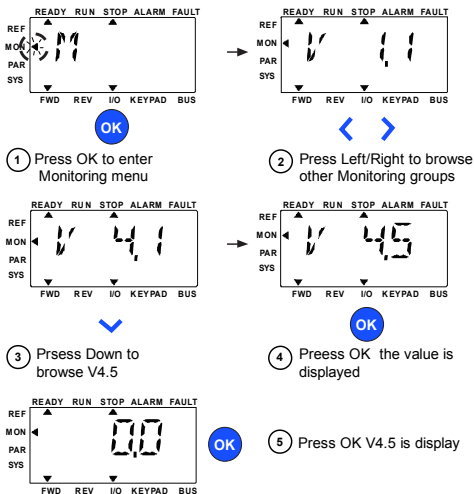 READY RUN STOP ALARM FAULT
REF
MON
PAR
SYS
M
FWD REV I/O KEYPAD BUS
READY RUN STOP ALARM FAULT
REF
MON
PAR
SYS
V 1.1
FWD REV I/O KEYPAD BUS
OK
1 Press OK to enter
Monitoring menu
2 Press Left/Right to browse
other Monitoring groups
READY RUN STOP ALARM FAULT
REF
MON
PAR
SYS
V 4.1
FWD REV I/O KEYPAD BUS
READY RUN STOP ALARM FAULT
REF
MON
PAR
SYS
V 4.5
FWD REV I/O KEYPAD BUS
OK
3 Prsess Down to
browse V4.5
4 Preess OK the value is
displayed
READY RUN STOP ALARM FAULT
REF
MON
PAR
SYS
0.0
FWD REV I/O KEYPAD BUS
OK
5 Press OK V4.5 is display